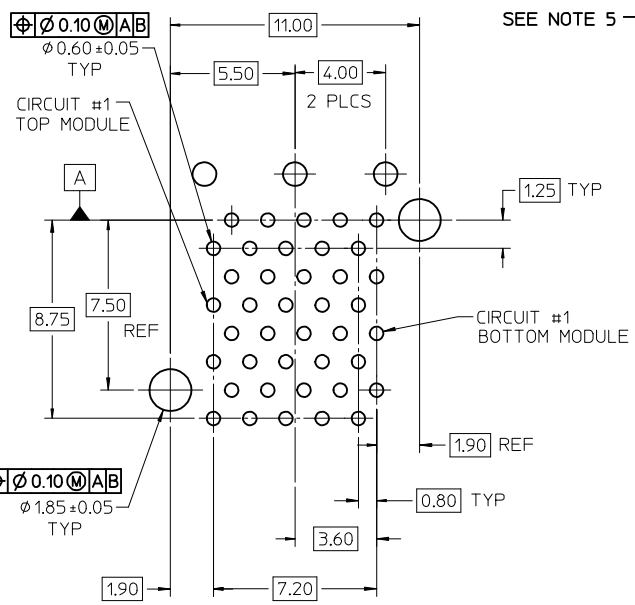 ⌖ Ø 0.10 Ⓜ A B
Ø 0.60 ±0.05
TYP
11.00
SEE NOTE 5
5.50
4.00
2 PLCS
CIRCUIT #1
TOP MODULE
A
1.25 TYP
8.75
7.50
REF
CIRCUIT #1
BOTTOM MODULE
1.90 REF
⌖ Ø 0.10 Ⓜ A B
Ø 1.85 ±0.05
TYP
0.80 TYP
3.60
1.90
7.20